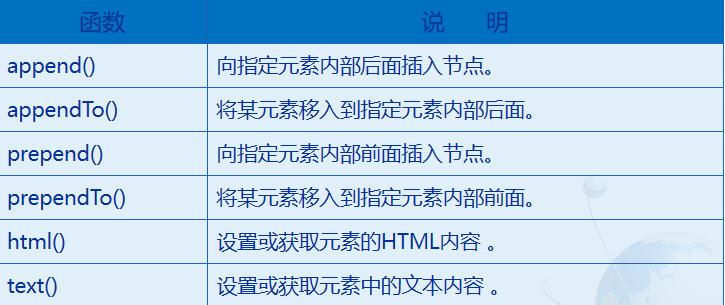 函数 说 明
append() 向指定元素内部后面插入节点。
appendTo() 将某元素移入到指定元素内部后面。
prepend() 向指定元素内部前面插入节点。
prependTo() 将某元素移入到指定元素内部前面。
html() 设置或获取元素的HTML内容 。
text() 设置或获取元素中的文本内容 。